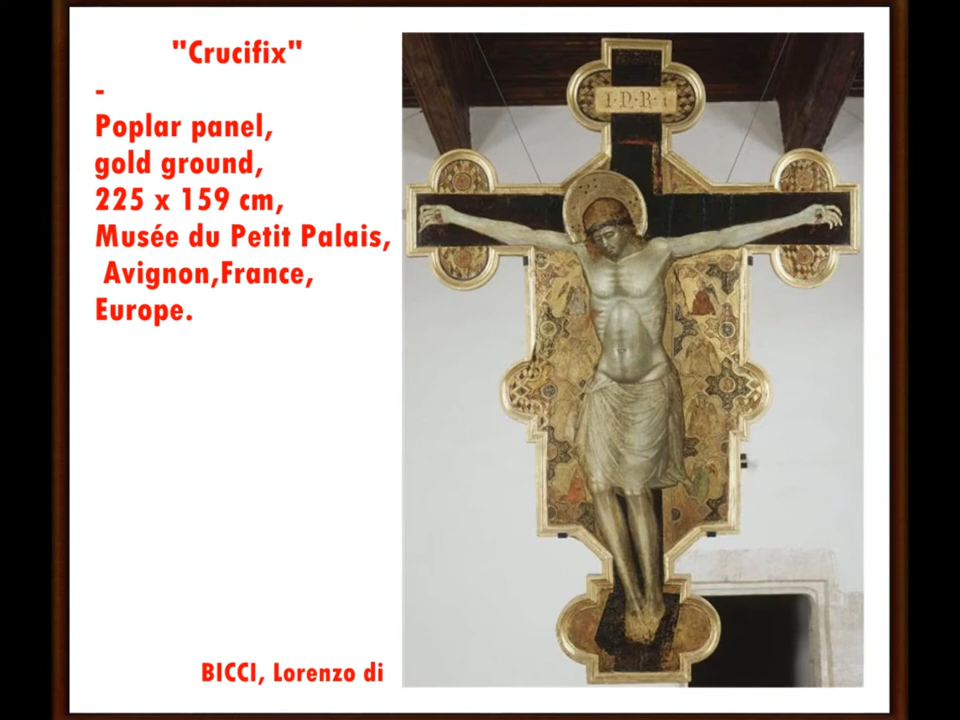 "Crucifix"
-
Poplar panel,
gold ground,
225 x 159 cm,
Musée du Petit Palais,
Avignon,France,
Europe.
I·N·R·I
BICCI, Lorenzo di